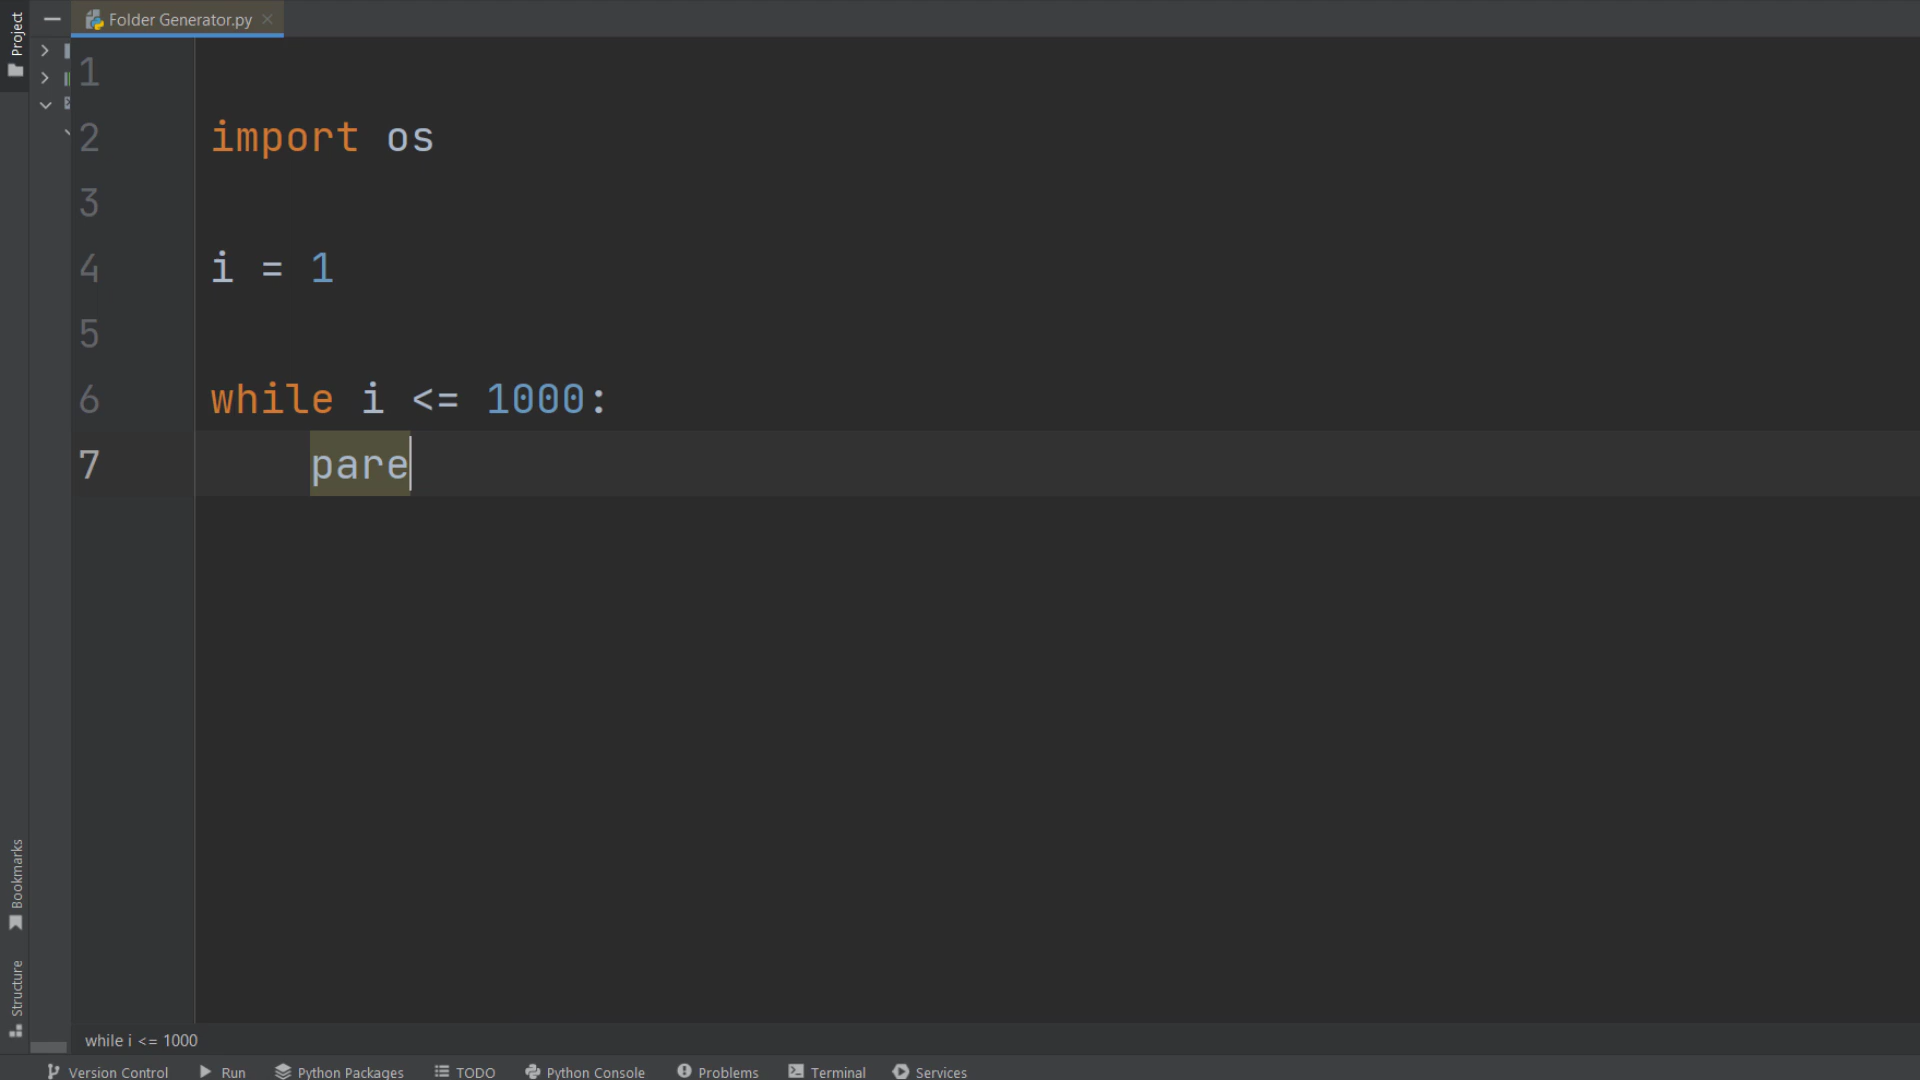 Project
Folder Generator.py
1
2 import os
3
4 i = 1
5
6 while i <= 1000:
7 pare
Bookmarks
Structure
while i <= 1000
Version Control Run Python Packages TODO Python Console Problems Terminal Services